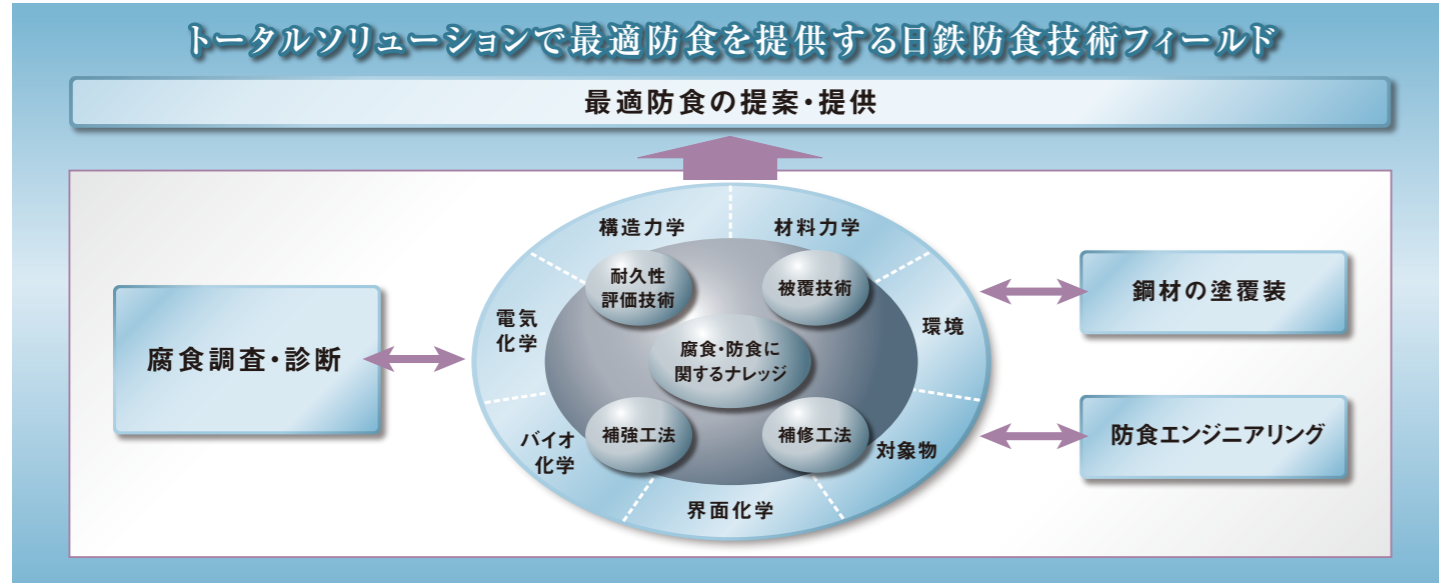 トータルソリューションで最適防食を提供する日鉄防食技術フィールド
最適防食の提案・提供
構造力学
材料力学
耐久性
評価技術
被覆技術
電気
化学
環境
腐食・防食に
関するナレッジ
腐食調査・診断
鋼材の塗覆装
補強工法
補修工法
バイオ
化学
対象物
防食エンジニアリング
界面化学